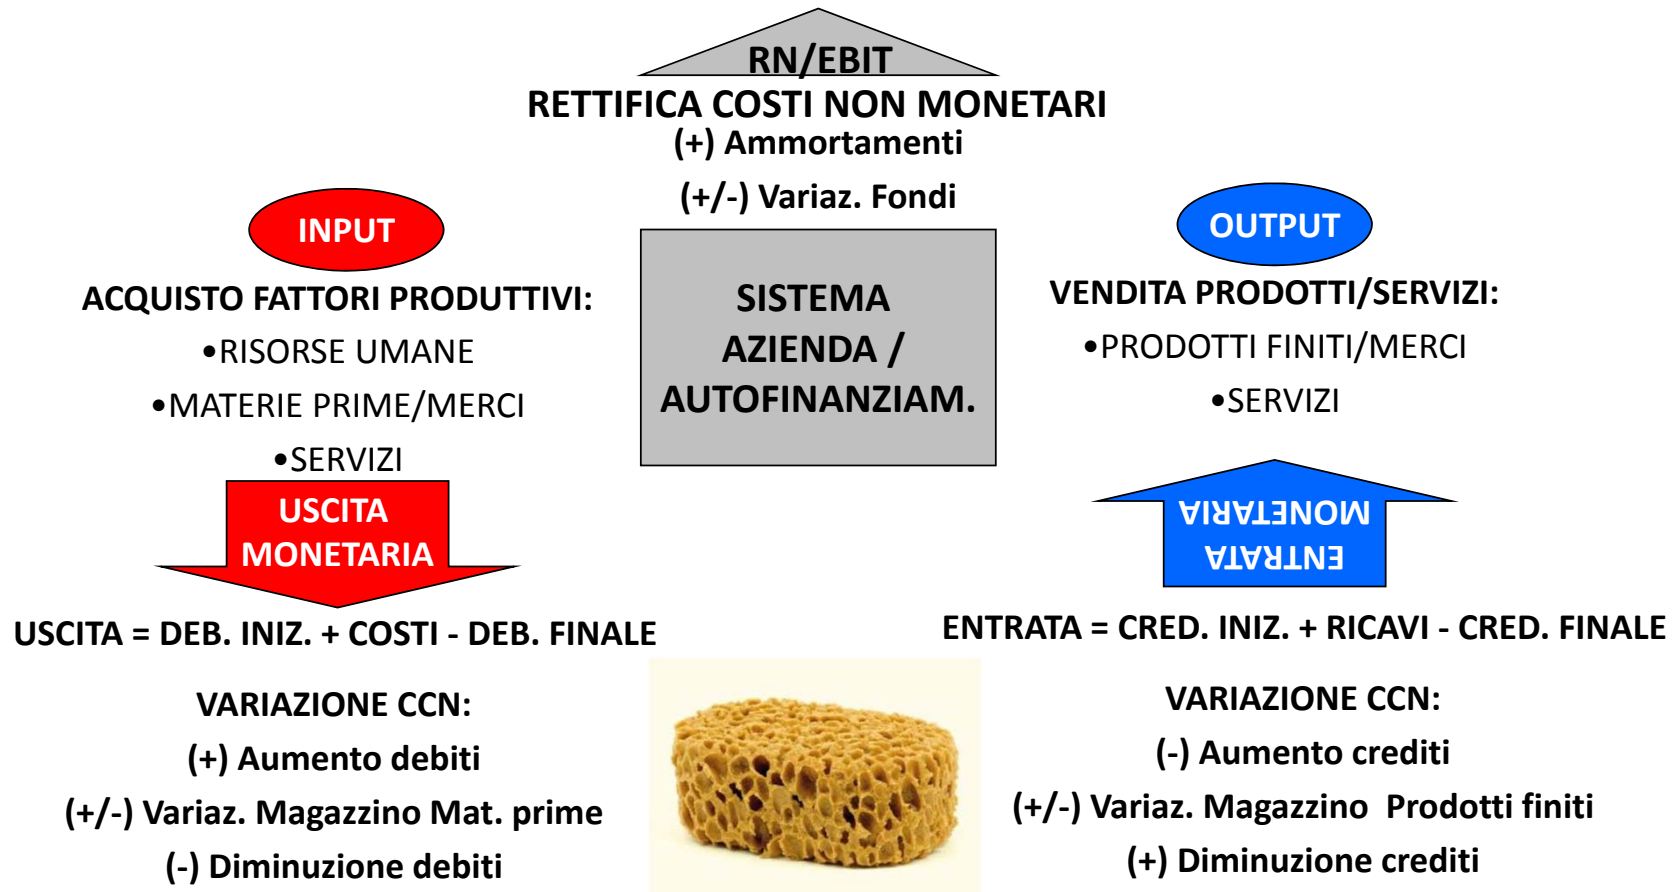 RN/EBIT
RETTIFICA COSTI NON MONETARI
(+) Ammortamenti
(+/-) Variaz. Fondi
INPUT
ACQUISTO FATTORI PRODUTTIVI:
•RISORSE UMANE
•MATERIE PRIME/MERCI
•SERVIZI
USCITA
MONETARIA
USCITA = DEB. INIZ. + COSTI - DEB. FINALE
VARIAZIONE CCN:
(+) Aumento debiti
(+/-) Variaz. Magazzino Mat. prime
(-) Diminuzione debiti
SISTEMA
AZIENDA /
AUTOFINANZIAM.
OUTPUT
VENDITA PRODOTTI/SERVIZI:
•PRODOTTI FINITI/MERCI
•SERVIZI
ENTRATA
MONETARIA
ENTRATA = CRED. INIZ. + RICAVI - CRED. FINALE
VARIAZIONE CCN:
(-) Aumento crediti
(+/-) Variaz. Magazzino Prodotti finiti
(+) Diminuzione crediti